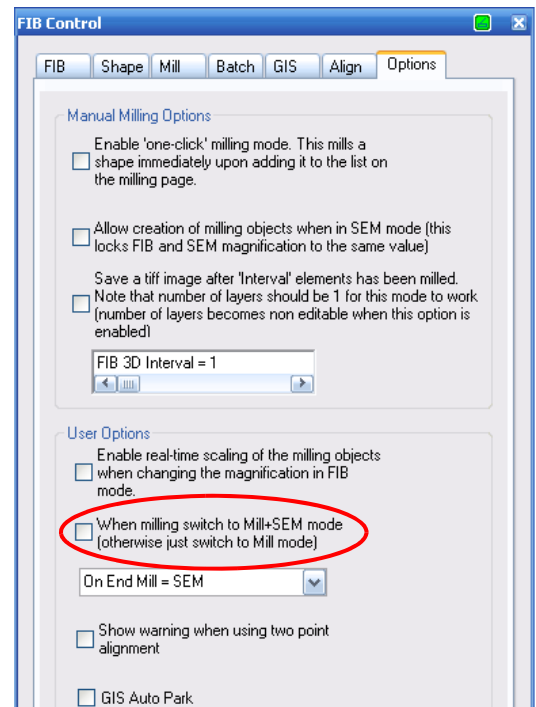 FIB Control
FIB Shape Mill Batch GIS Align Options
Manual Milling Options
Enable 'one-click' milling mode. This mills a
shape immediately upon adding it to the list on
the milling page.
Allow creation of milling objects when in SEM mode (this
locks FIB and SEM magnification to the same value)
Save a tiff image after 'Interval' elements has been milled.
Note that number of layers should be 1 for this mode to work
(number of layers becomes non editable when this option is
enabled)
FIB 3D Interval = 1
User Options
Enable real-time scaling of the milling objects
when changing the magnification in FIB
mode.
When milling switch to Mill+SEM mode
(otherwise just switch to Mill mode)
On End Mill = SEM
Show warning when using two point
alignment
GIS Auto Park